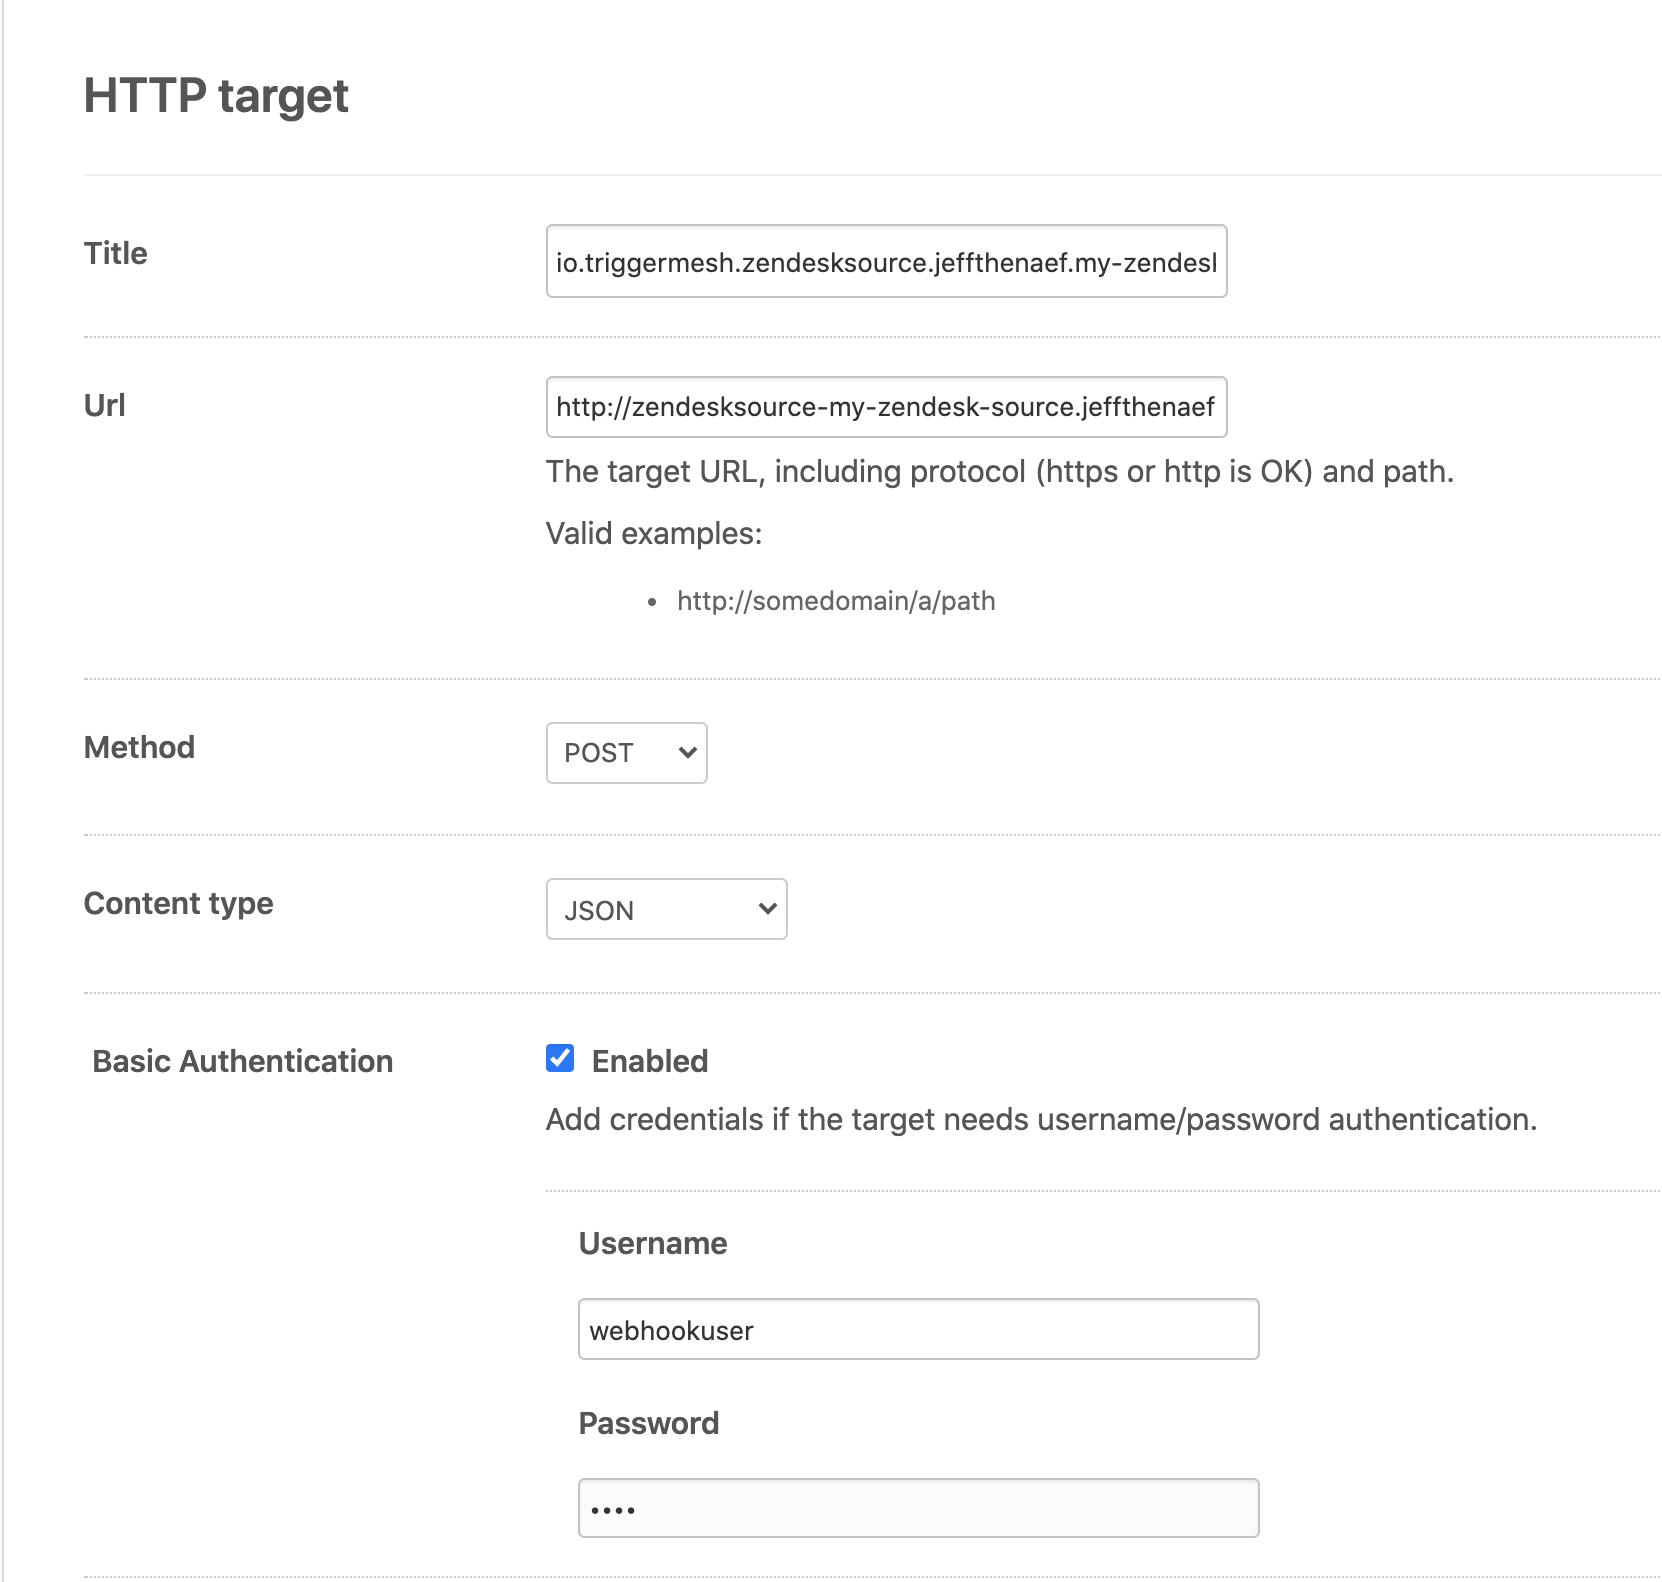 HTTP target
Title
io.triggermesh.zendesksource.jeffthenaef.my-zendesl
Url
http://zendesksource-my-zendesk-source.jeffthenaef
The target URL, including protocol (https or http is OK) and path.
Valid examples:
• http://somedomain/a/path
Method
POST
Content type
JSON
Basic Authentication
Enabled
Add credentials if the target needs username/password authentication.
Username
webhookuser
Password
••••